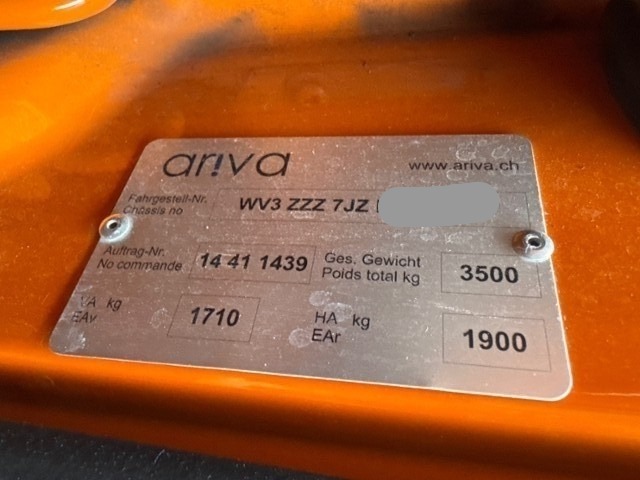 ariva www.ariva.ch
Fahrgestell-Nr.
Châssis no WV3 ZZZ 7JZ
Auftrag-Nr.
No commande 14 41 1439
Ges. Gewicht
Poids total kg 3500
VA kg
EAv 1710
HA kg
EAr 1900